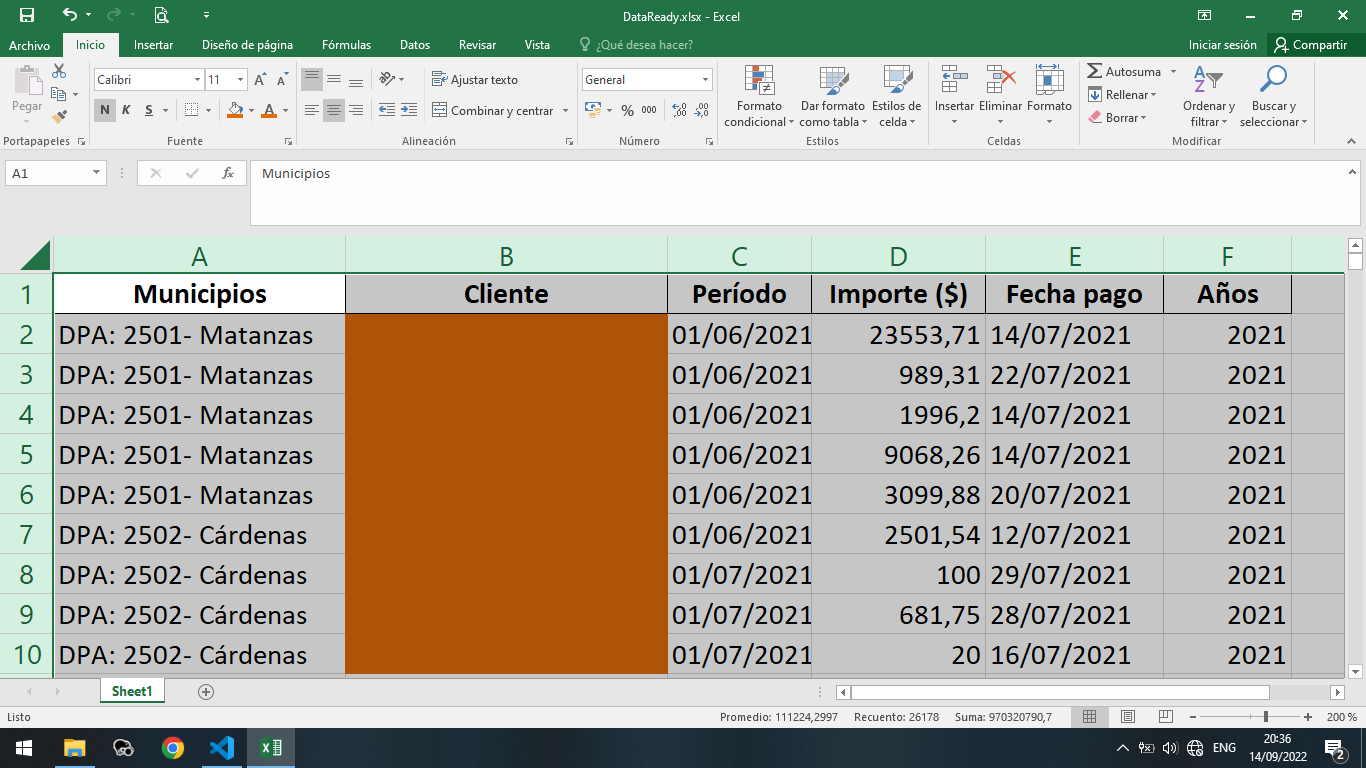 DataReady.xlsx - Excel
Archivo Inicio Insertar Diseño de página Fórmulas Datos Revisar Vista ¿Qué desea hacer? Iniciar sesión Compartir
Pegar
Calibri 11
N K S
Ajustar texto
Combinar y centrar
General
% 000
Formato condicional
Dar formato como tabla
Estilos de celda
Insertar Eliminar Formato
Autosuma
Rellenar
Borrar
Ordenar y filtrar
Buscar y seleccionar
Portapapeles Fuente Alineación Número Estilos Celdas Modificar
A1 fx Municipios
A B C D E F
1 Municipios Cliente Período Importe ($) Fecha pago Años
2 DPA: 2501- Matanzas 01/06/2021 23553,71 14/07/2021 2021
3 DPA: 2501- Matanzas 01/06/2021 989,31 22/07/2021 2021
4 DPA: 2501- Matanzas 01/06/2021 1996,2 14/07/2021 2021
5 DPA: 2501- Matanzas 01/06/2021 9068,26 14/07/2021 2021
6 DPA: 2501- Matanzas 01/06/2021 3099,88 20/07/2021 2021
7 DPA: 2502- Cárdenas 01/06/2021 2501,54 12/07/2021 2021
8 DPA: 2502- Cárdenas 01/07/2021 100 29/07/2021 2021
9 DPA: 2502- Cárdenas 01/07/2021 681,75 28/07/2021 2021
10 DPA: 2502- Cárdenas 01/07/2021 20 16/07/2021 2021
Sheet1
Listo Promedio: 111224,2997 Recuento: 26178 Suma: 970320790,7 200 %
ENG
20:36
14/09/2022
2